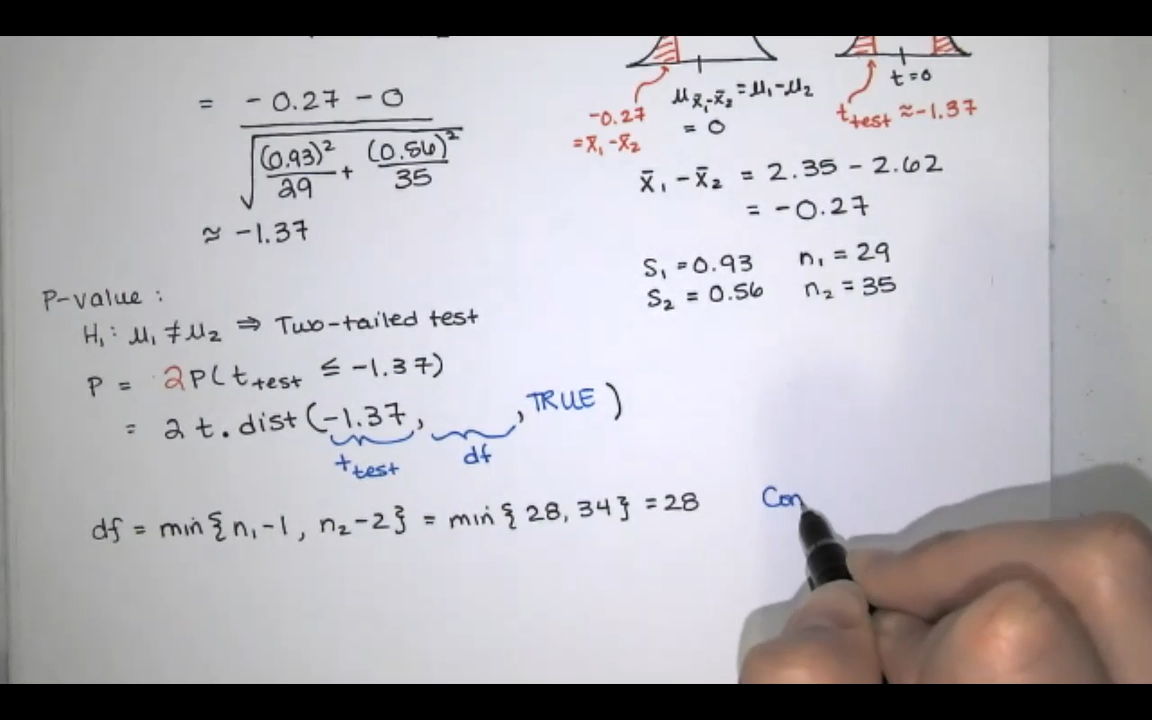 = -0.27 - 0
√((0.93)²/29 + (0.56)²/35)
≈ -1.37
-0.27
= x̄₁-x̄₂
μx̄₁-x̄₂ = μ₁-μ₂
= 0
t=0
t test ≈ -1.37
x̄₁-x̄₂ = 2.35 - 2.62
= -0.27
S₁ = 0.93 n₁ = 29
S₂ = 0.56 n₂ = 35
P-value :
H₁: μ₁ ≠ μ₂ ⇒ Two-tailed test
P = 2P(t test ≤ -1.37)
= 2 t.dist(-1.37, , TRUE)
t test df
df = min{n₁-1, n₂-2} = min{28, 34} = 28
Con